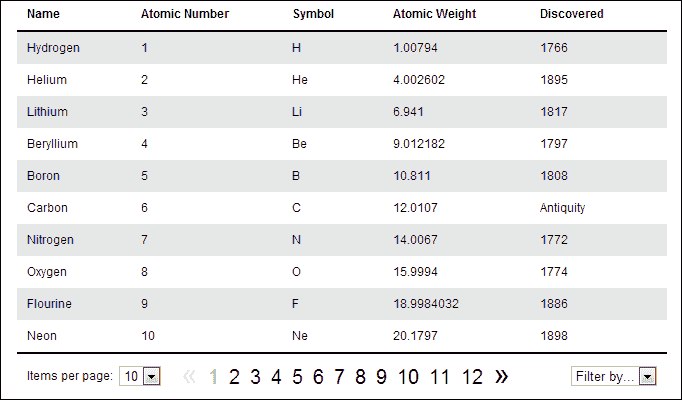 Name Atomic Number Symbol Atomic Weight Discovered
Hydrogen 1 H 1.00794 1766
Helium 2 He 4.002602 1895
Lithium 3 Li 6.941 1817
Beryllium 4 Be 9.012182 1797
Boron 5 B 10.811 1808
Carbon 6 C 12.0107 Antiquity
Nitrogen 7 N 14.0067 1772
Oxygen 8 O 15.9994 1774
Flourine 9 F 18.9984032 1886
Neon 10 Ne 20.1797 1898
Items per page: 10 « 1 2 3 4 5 6 7 8 9 10 11 12 » Filter by...